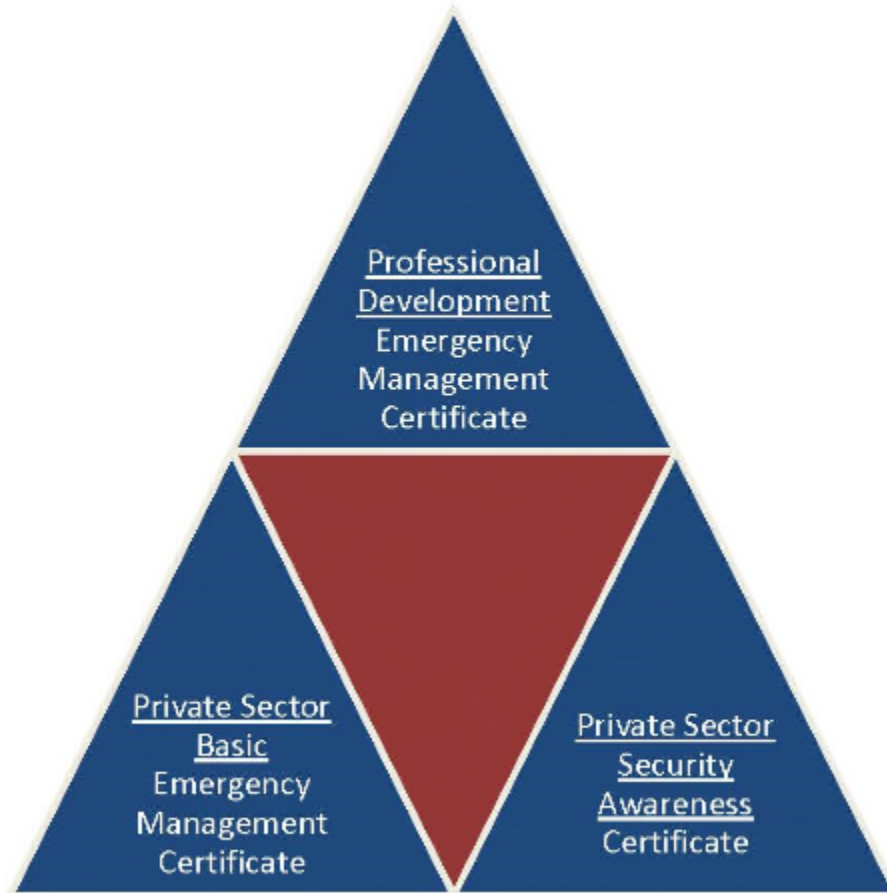 Professional
Development
Emergency
Management
Certificate
Private Sector
Basic
Emergency
Management
Certificate
Private Sector
Security
Awareness
Certificate